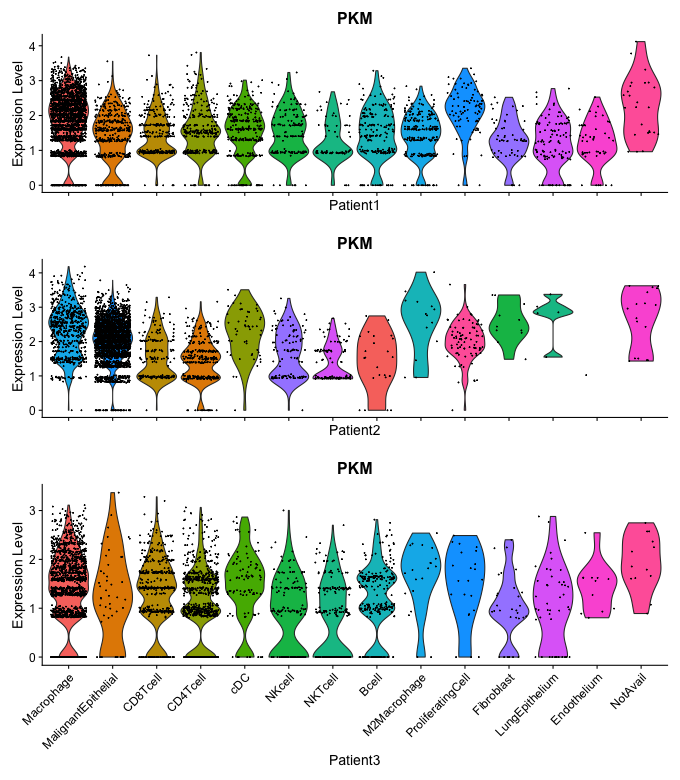 PKM
Expression Level
4
3
2
1
0
Patient1
PKM
Expression Level
4
3
2
1
0
Patient2
PKM
Expression Level
3
2
1
0
Macrophage
MalignantEpithelial
CD8Tcell
CD4Tcell
cDC
NKcell
NKTcell
Bcell
M2Macrophage
ProliferatingCell
Fibroblast
LungEpithelium
Endothelium
NotAvail
Patient3